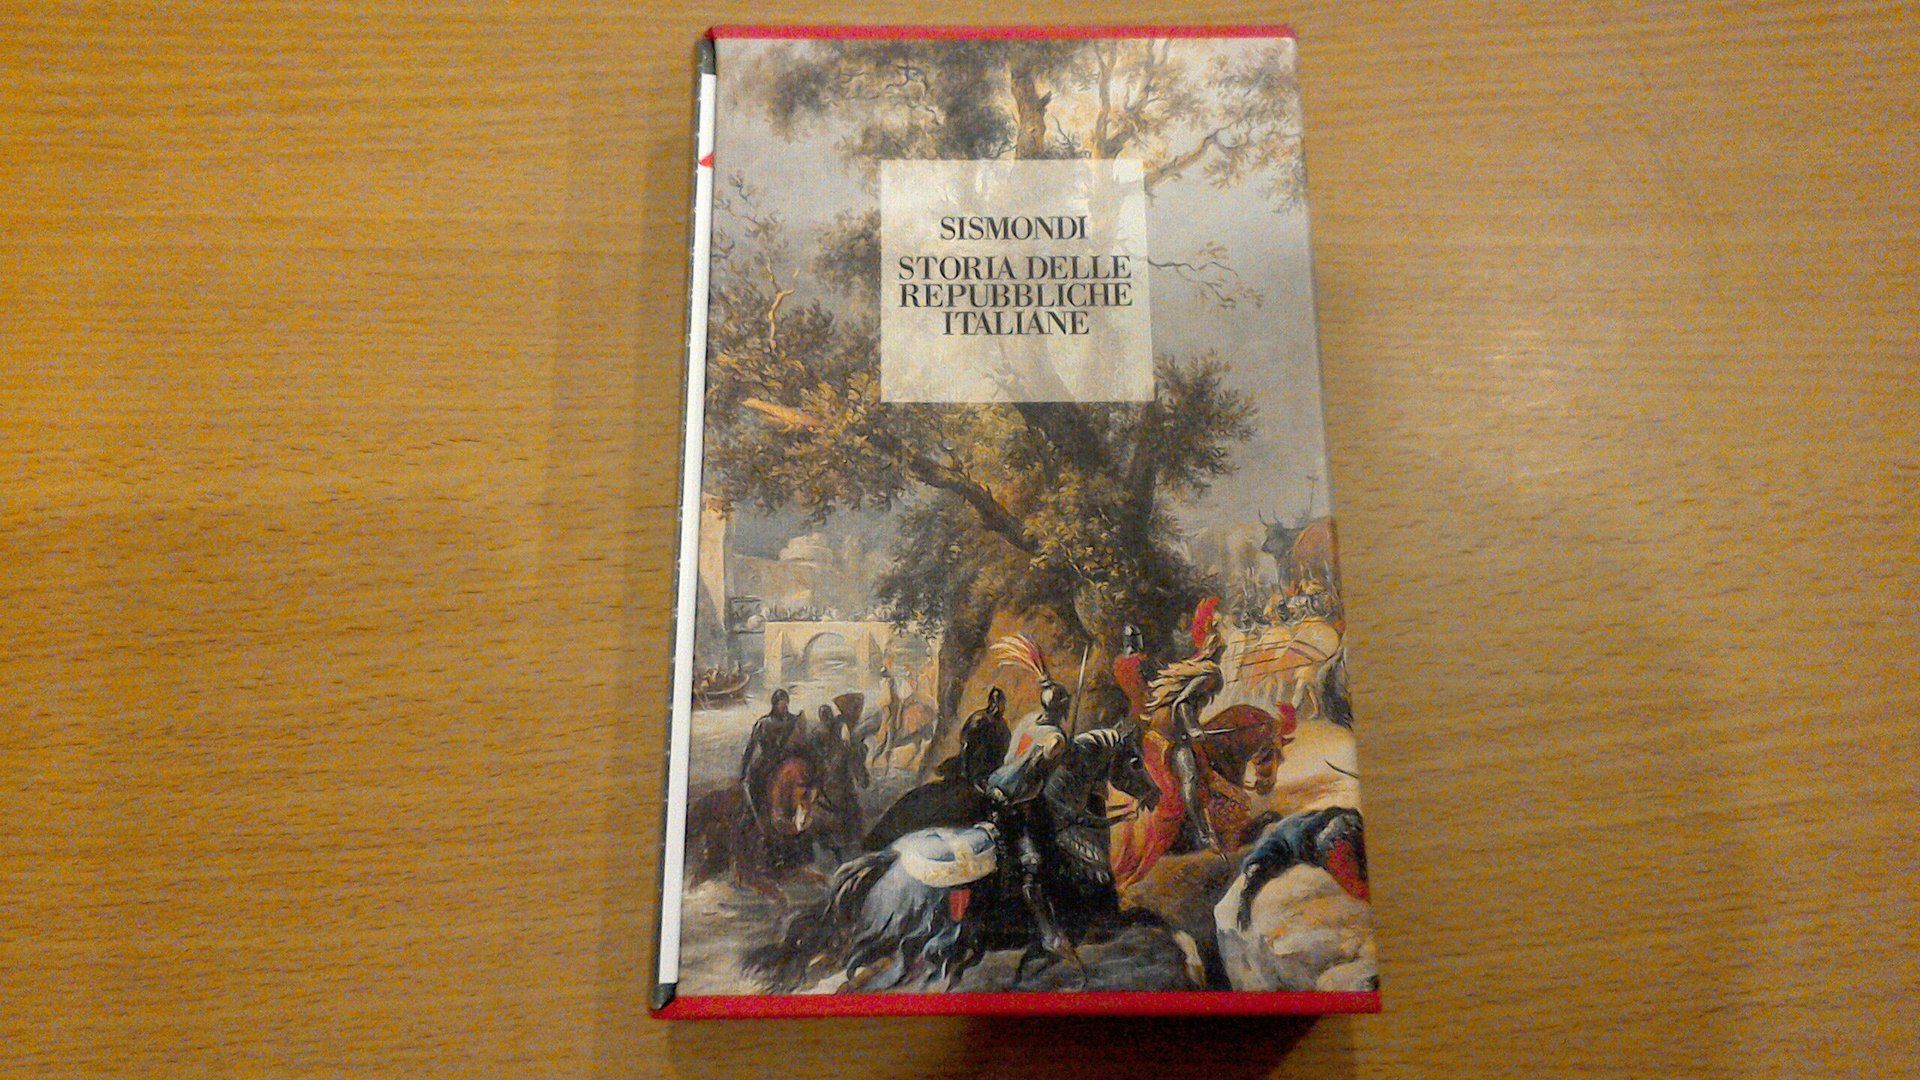 SISMONDI
STORIA DELLE
REPUBBLICHE
ITALIANE